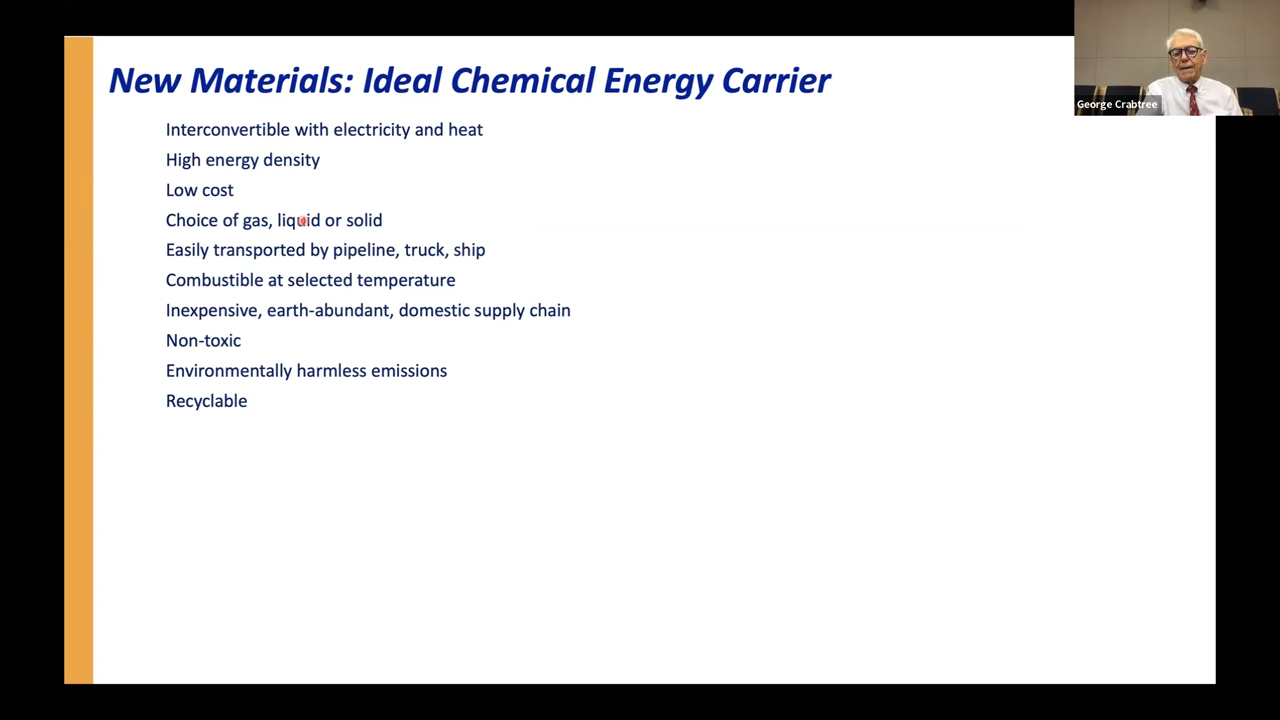 New Materials: Ideal Chemical Energy Carrier
George Crabtree
Interconvertible with electricity and heat
High energy density
Low cost
Choice of gas, liquid or solid
Easily transported by pipeline, truck, ship
Combustible at selected temperature
Inexpensive, earth-abundant, domestic supply chain
Non-toxic
Environmentally harmless emissions
Recyclable